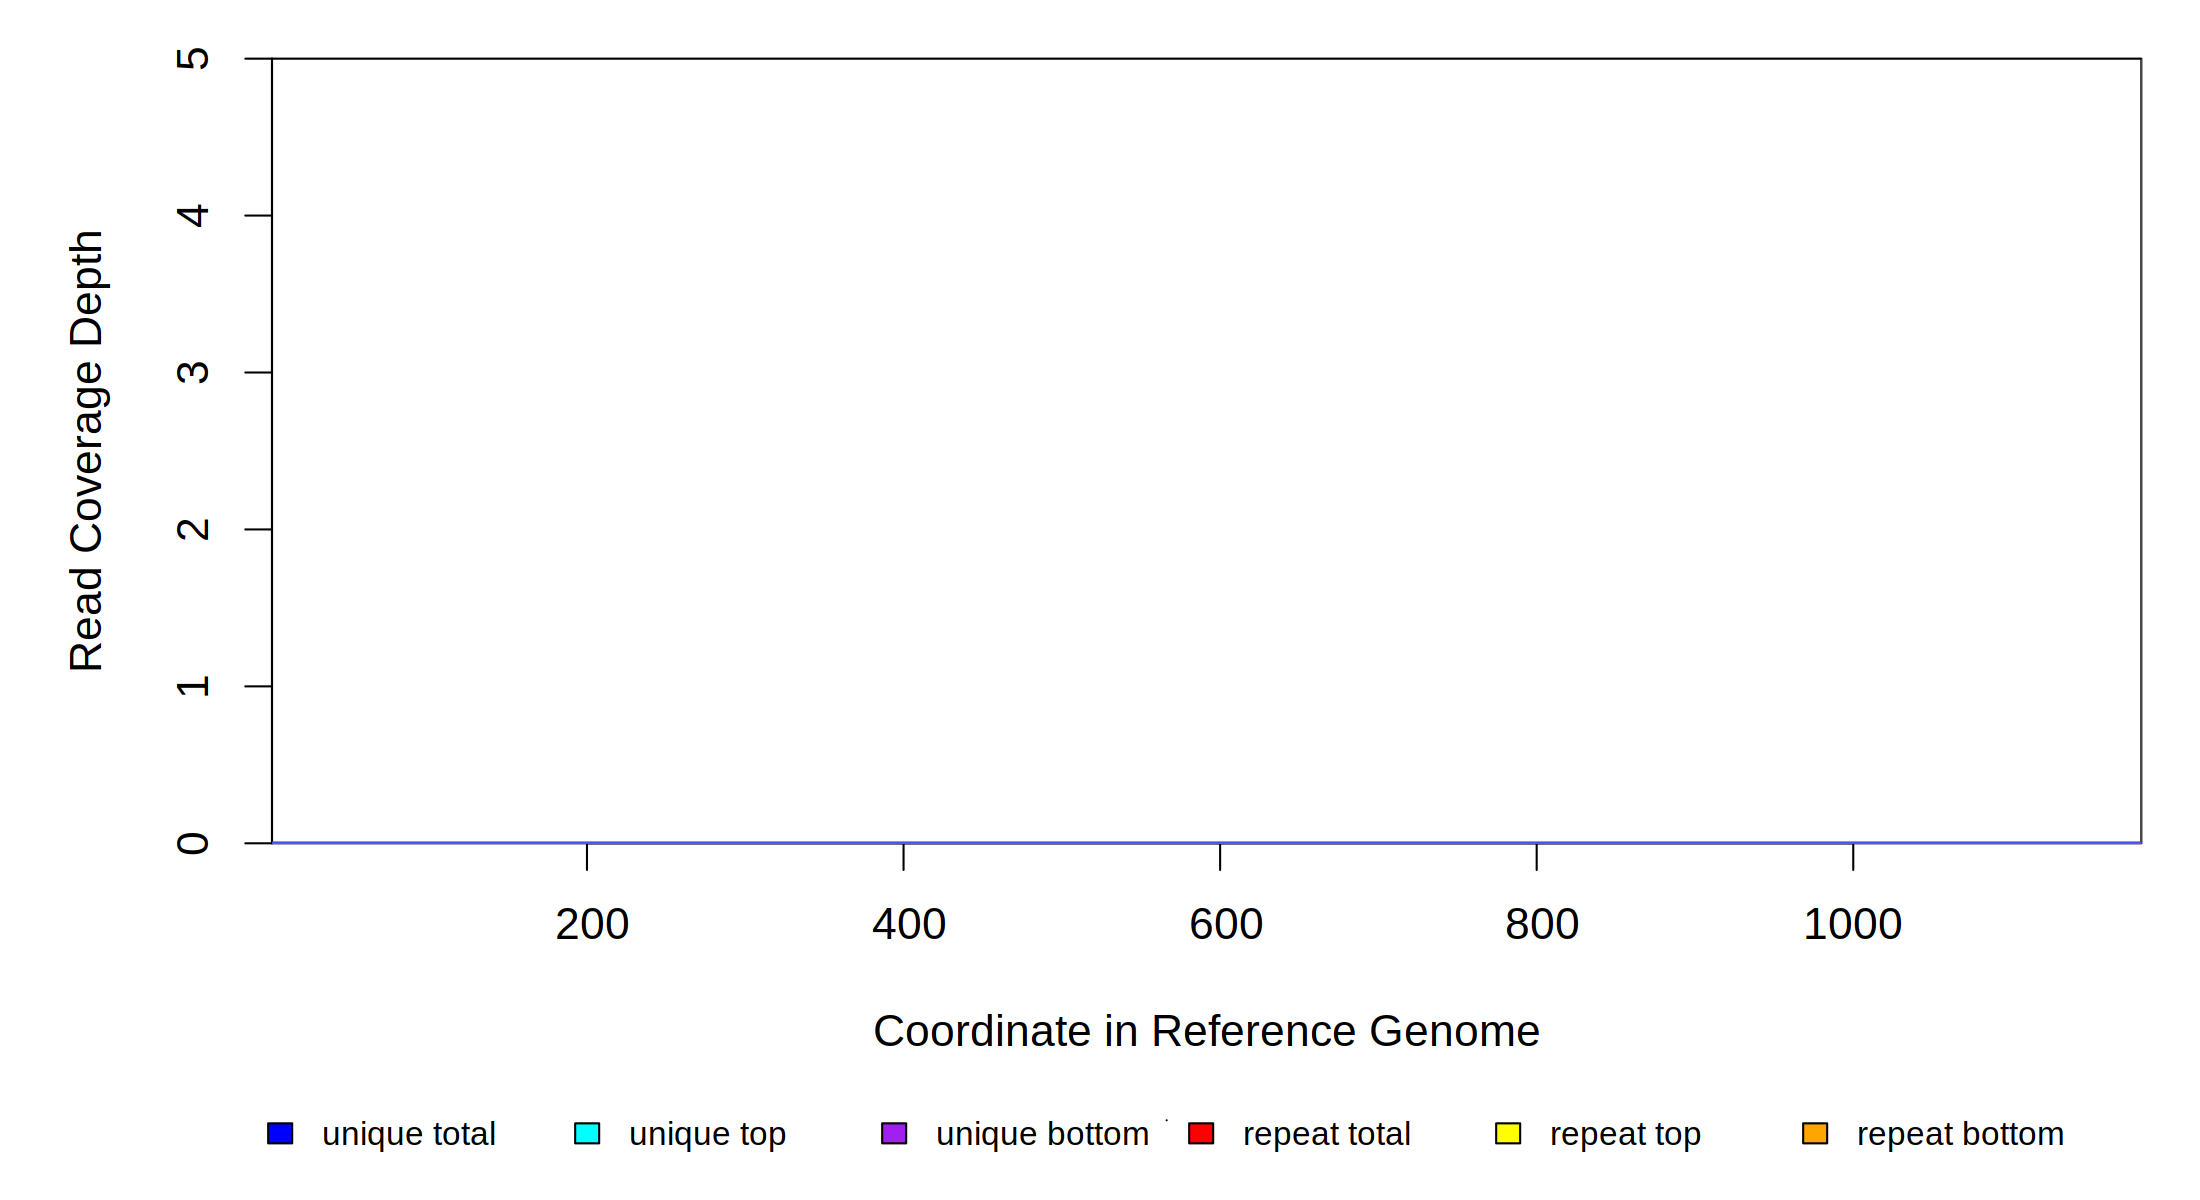 5
4
3
2
1
0
Read Coverage Depth
200 400 600 800 1000
Coordinate in Reference Genome
unique total unique top unique bottom repeat total repeat top repeat bottom